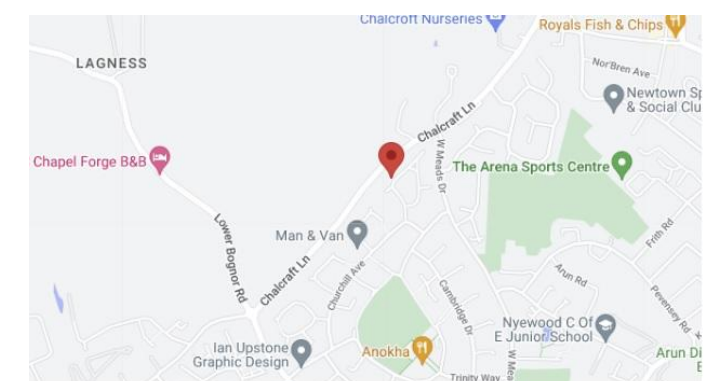 Chalcroft Nurseries
Royals Fish & Chips
LAGNESS
Nor'Bren Ave
Newtown Sp
& Social Clu
Chalcraft Ln
W Meads Dr
Chapel Forge B&B
The Arena Sports Centre
Lower Bognor Rd
Man & Van
Frith Rd
Chalcraft Ln
Churchill Ave
Arun Rd
Cambridge Dr
Pevensey Rd
Nyewood C Of
E Junior School
Ian Upstone
Graphic Design
Anokha
W Mea
Arun Di
Trinity Way